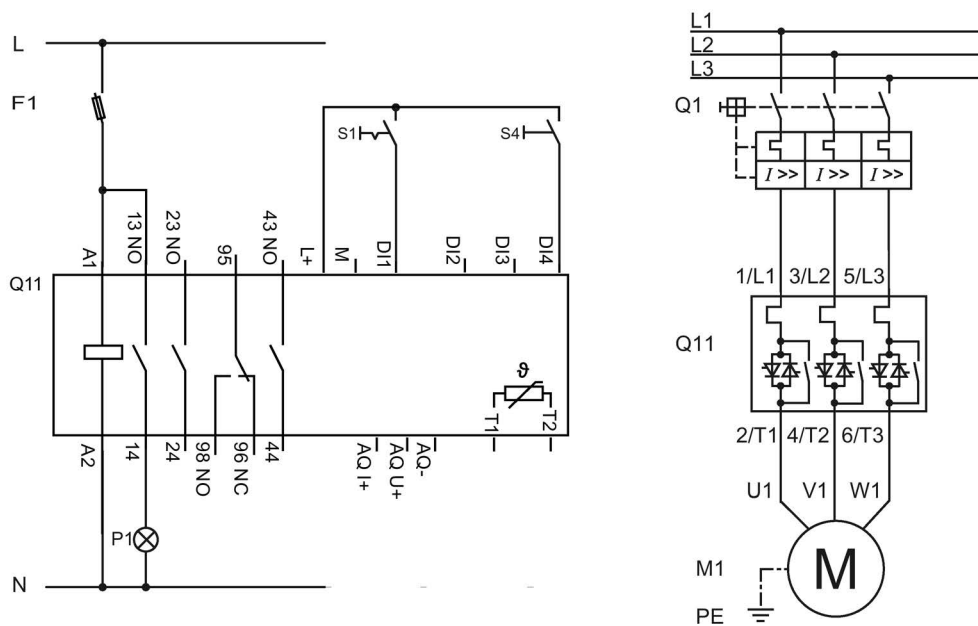 L
F1
S1
S4
A1
13 NO
23 NO
95
43 NO
L+
M
DI1
DI2
DI3
DI4
Q11
ϑ
T1
T2
A2
14
24
98 NO
96 NC
44
AQ I+
AQ U+
AQ-
P1
N
L1
L2
L3
Q1
I >> I >> I >>
1/L1 3/L2 5/L3
Q11
2/T1 4/T2 6/T3
U1 V1 W1
M1
M
PE